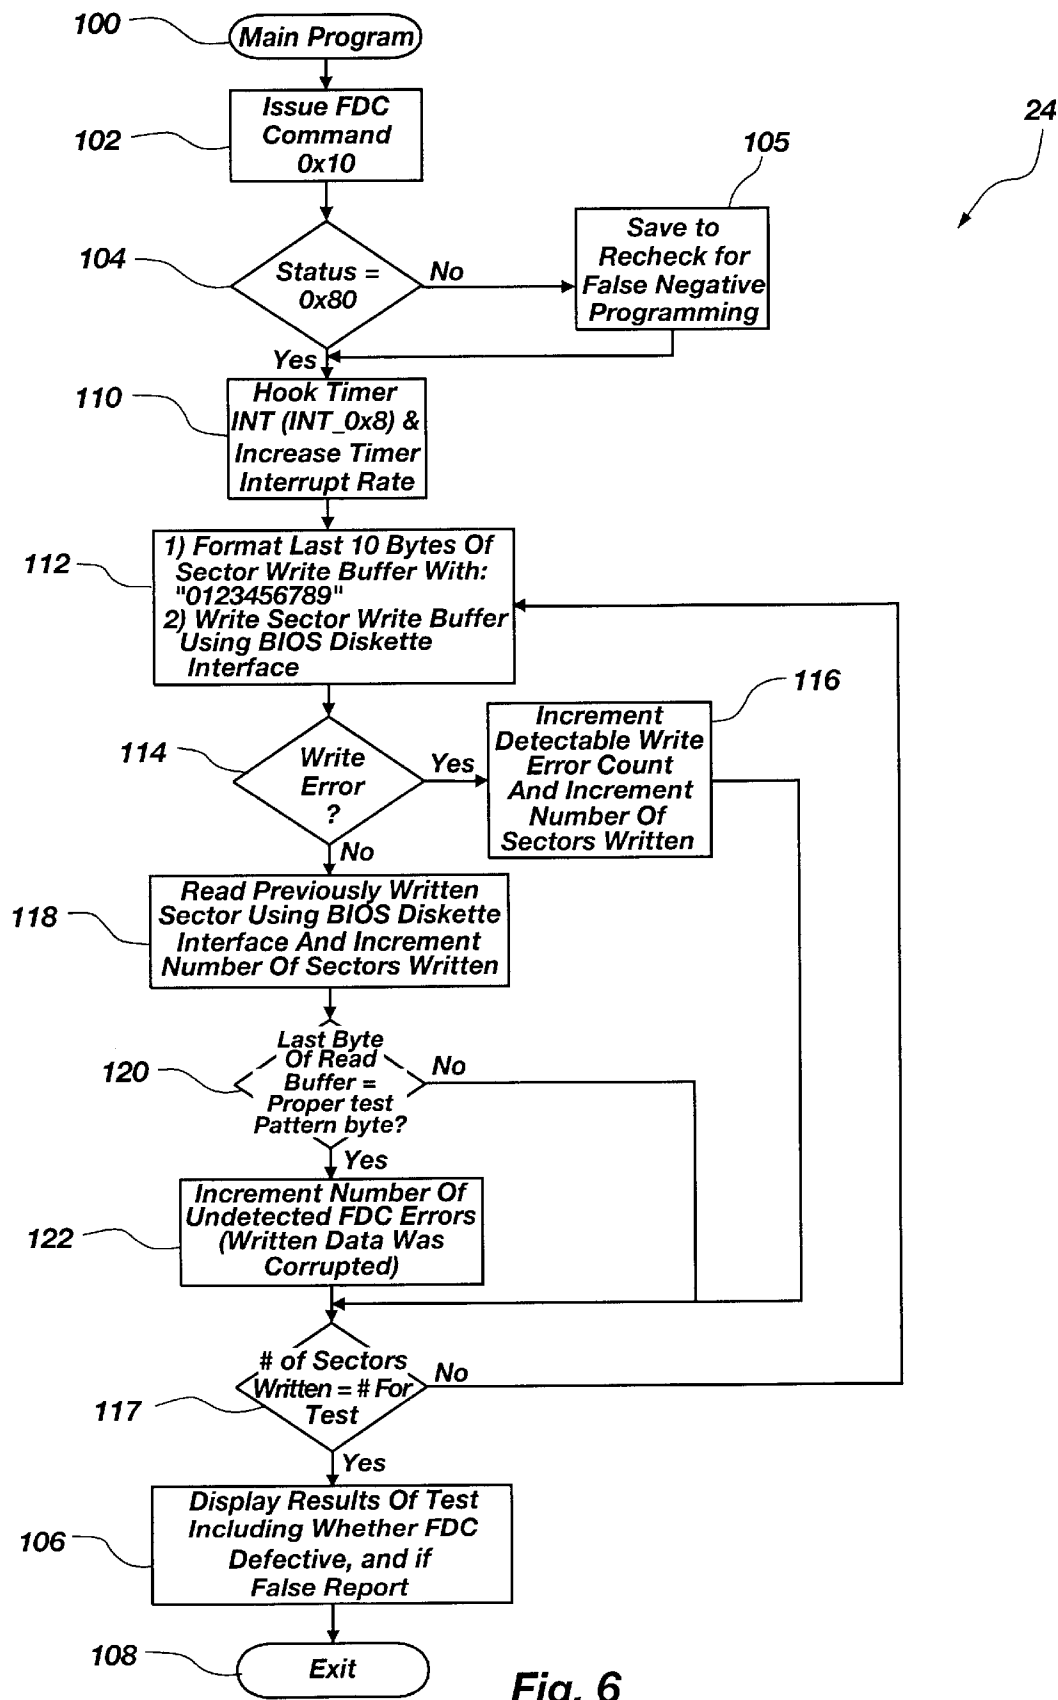 100
Main Program
102
Issue FDC
Command
0x10
24
105
Save to
Recheck for
False Negative
Programming
104
Status =
0x80
No
Yes
110
Hook Timer
INT (INT_0x8) &
Increase Timer
Interrupt Rate
112
1) Format Last 10 Bytes Of
Sector Write Buffer With:
"0123456789"
2) Write Sector Write Buffer
Using BIOS Diskette
Interface
114
Write
Error
?
Yes
No
116
Increment
Detectable Write
Error Count
And Increment
Number Of
Sectors Written
118
Read Previously Written
Sector Using BIOS Diskette
Interface And Increment
Number Of Sectors Written
120
Last Byte
Of Read
Buffer =
Proper test
Pattern byte?
No
Yes
122
Increment Number Of
Undetected FDC Errors
(Written Data Was
Corrupted)
117
# of Sectors
Written = # For
Test
No
Yes
106
Display Results Of Test
Including Whether FDC
Defective, and if
False Report
108
Exit
Fig. 6